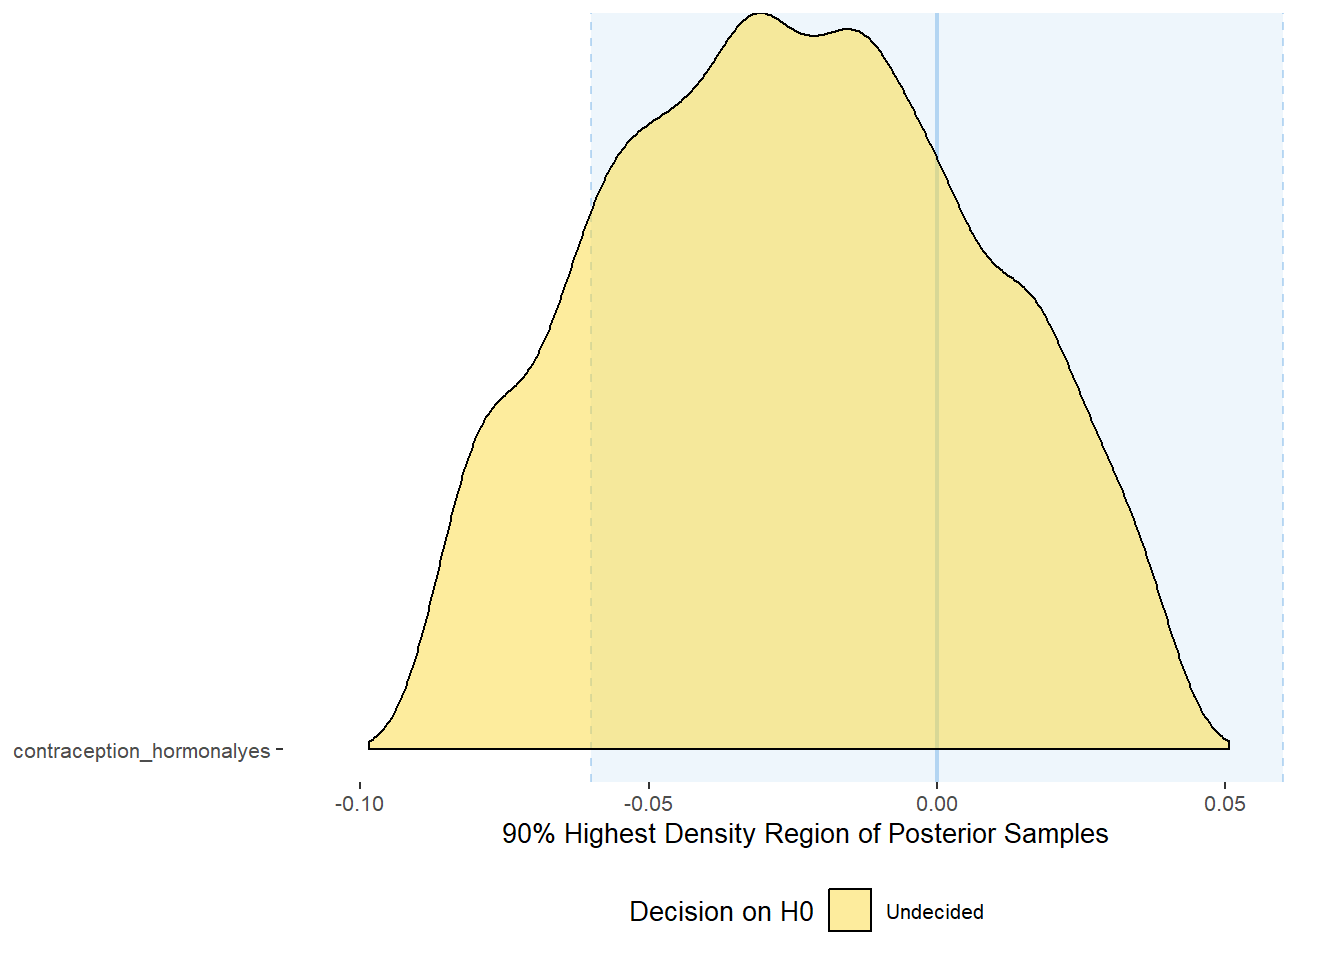 contraception_hormonalyes
-0.10 -0.05 0.00 0.05
90% Highest Density Region of Posterior Samples
Decision on H0 Undecided